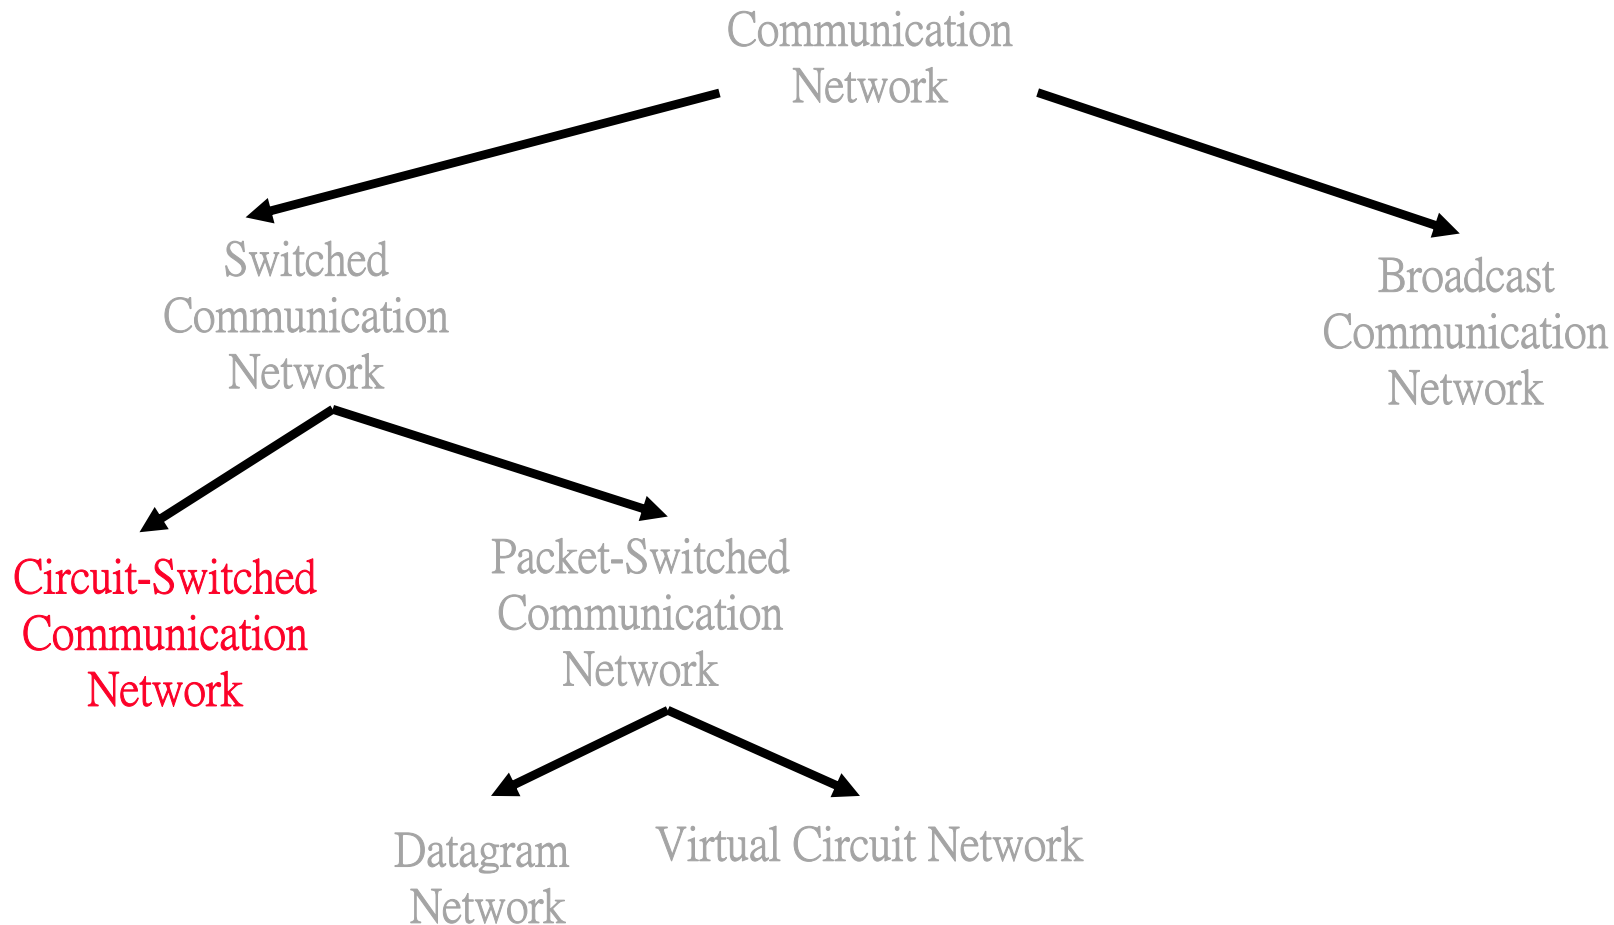 Communication
Network
Switched
Communication
Network
Broadcast
Communication
Network
Circuit-Switched
Communication
Network
Packet-Switched
Communication
Network
Datagram
Network
Virtual Circuit Network